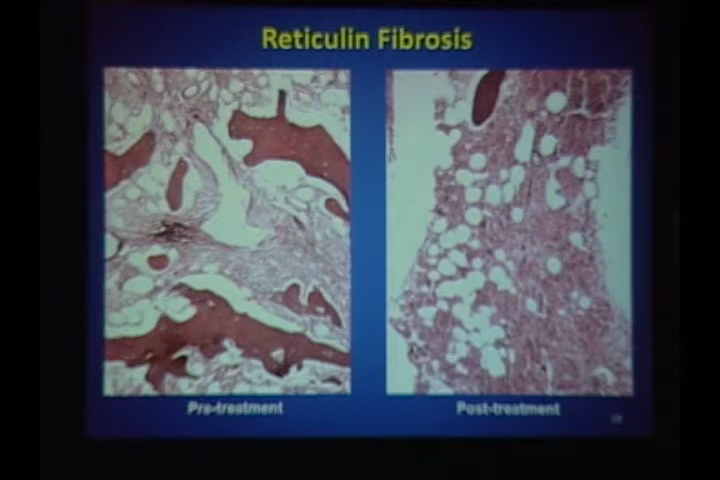 Reticulin Fibrosis
Pre-treatment
Post-treatment